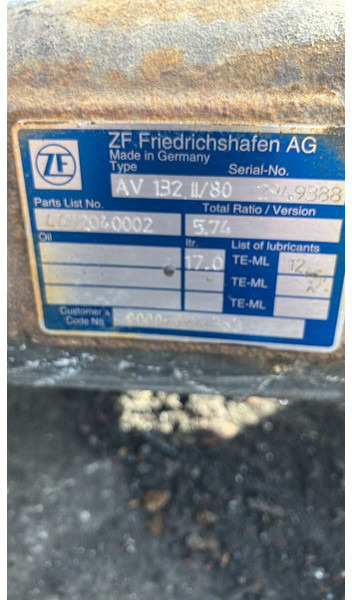 ZF
ZF Friedrichshafen AG
Made in Germany
Type Serial-No.
AV 132 II/80
Parts List No. Total Ratio / Version
5,74
Oil ltr. List of lubricants
17.0 TE-ML 12
TE-ML
TE-ML
Customer's
Code No